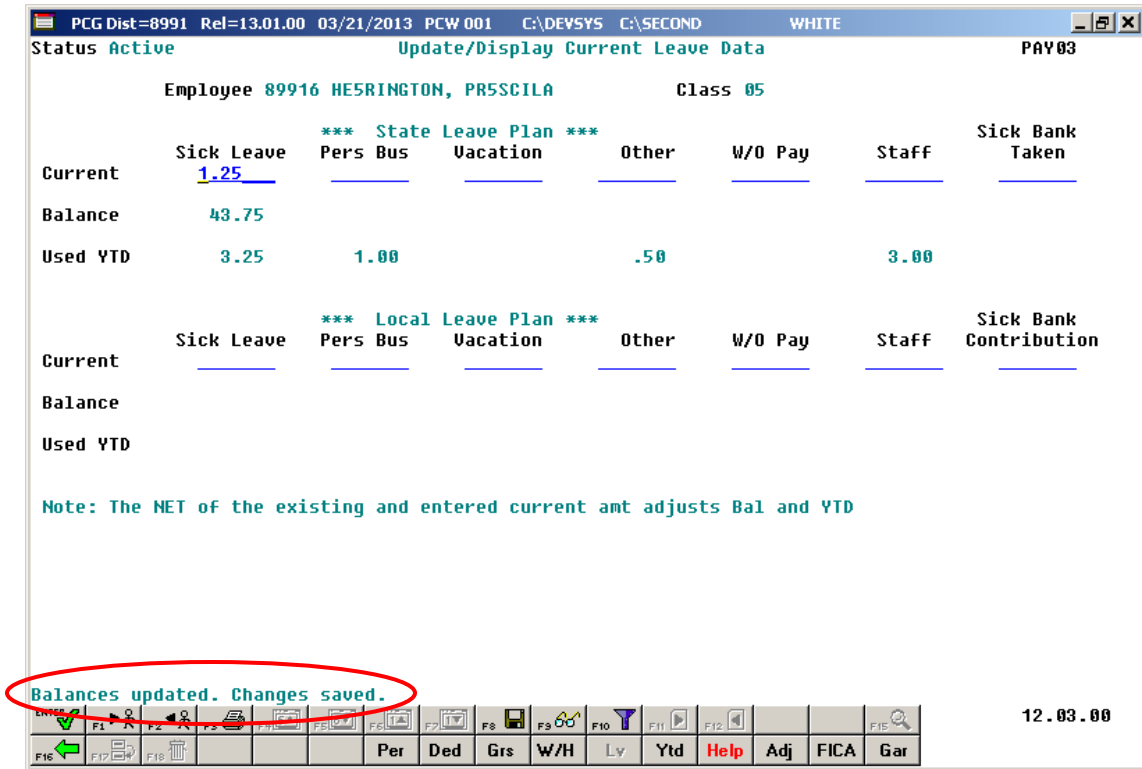 PCG Dist=8991 Rel=13.01.00 03/21/2013 PCW 001 C:\DEVSYS C:\SECOND WHITE
Status Active Update/Display Current Leave Data PAY03
Employee 89916 HE5RINGTON, PR5SCILA Class 05
*** State Leave Plan *** Sick Bank
Sick Leave Pers Bus Vacation Other W/O Pay Staff Taken
Current 1.25
Balance 43.75
Used YTD 3.25 1.00 .50 3.00
*** Local Leave Plan *** Sick Bank
Sick Leave Pers Bus Vacation Other W/O Pay Staff Contribution
Current
Balance
Used YTD
Note: The NET of the existing and entered current amt adjusts Bal and YTD
Balances updated. Changes saved.
ENTER F1 F2 F3 F4 F5 F6 F7 F8 F9 F10 F11 F12 F15 12.03.00
F16 F17 F18 Per Ded Grs W/H Lv Ytd Help Adj FICA Gar